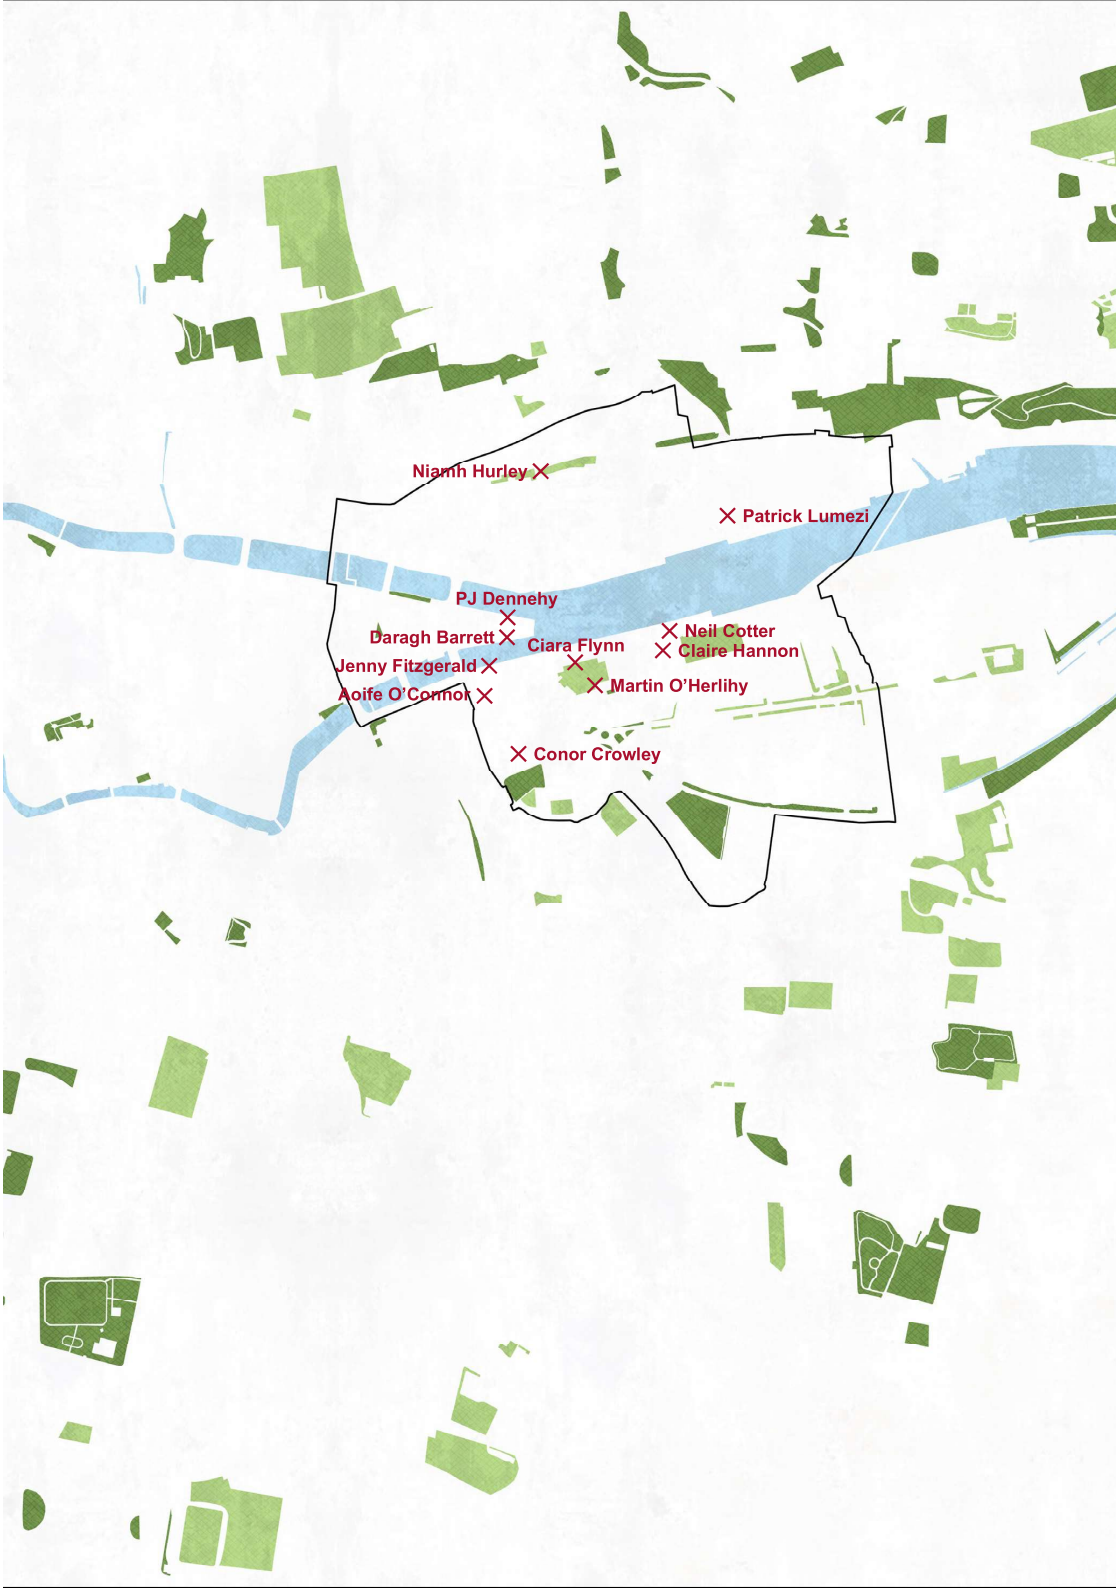 Niamh Hurley
Patrick Lumezi
PJ Dennehy
Daragh Barrett
Neil Cotter
Ciara Flynn
Claire Hannon
Jenny Fitzgerald
Martin O’Herlihy
Aoife O’Connor
Conor Crowley